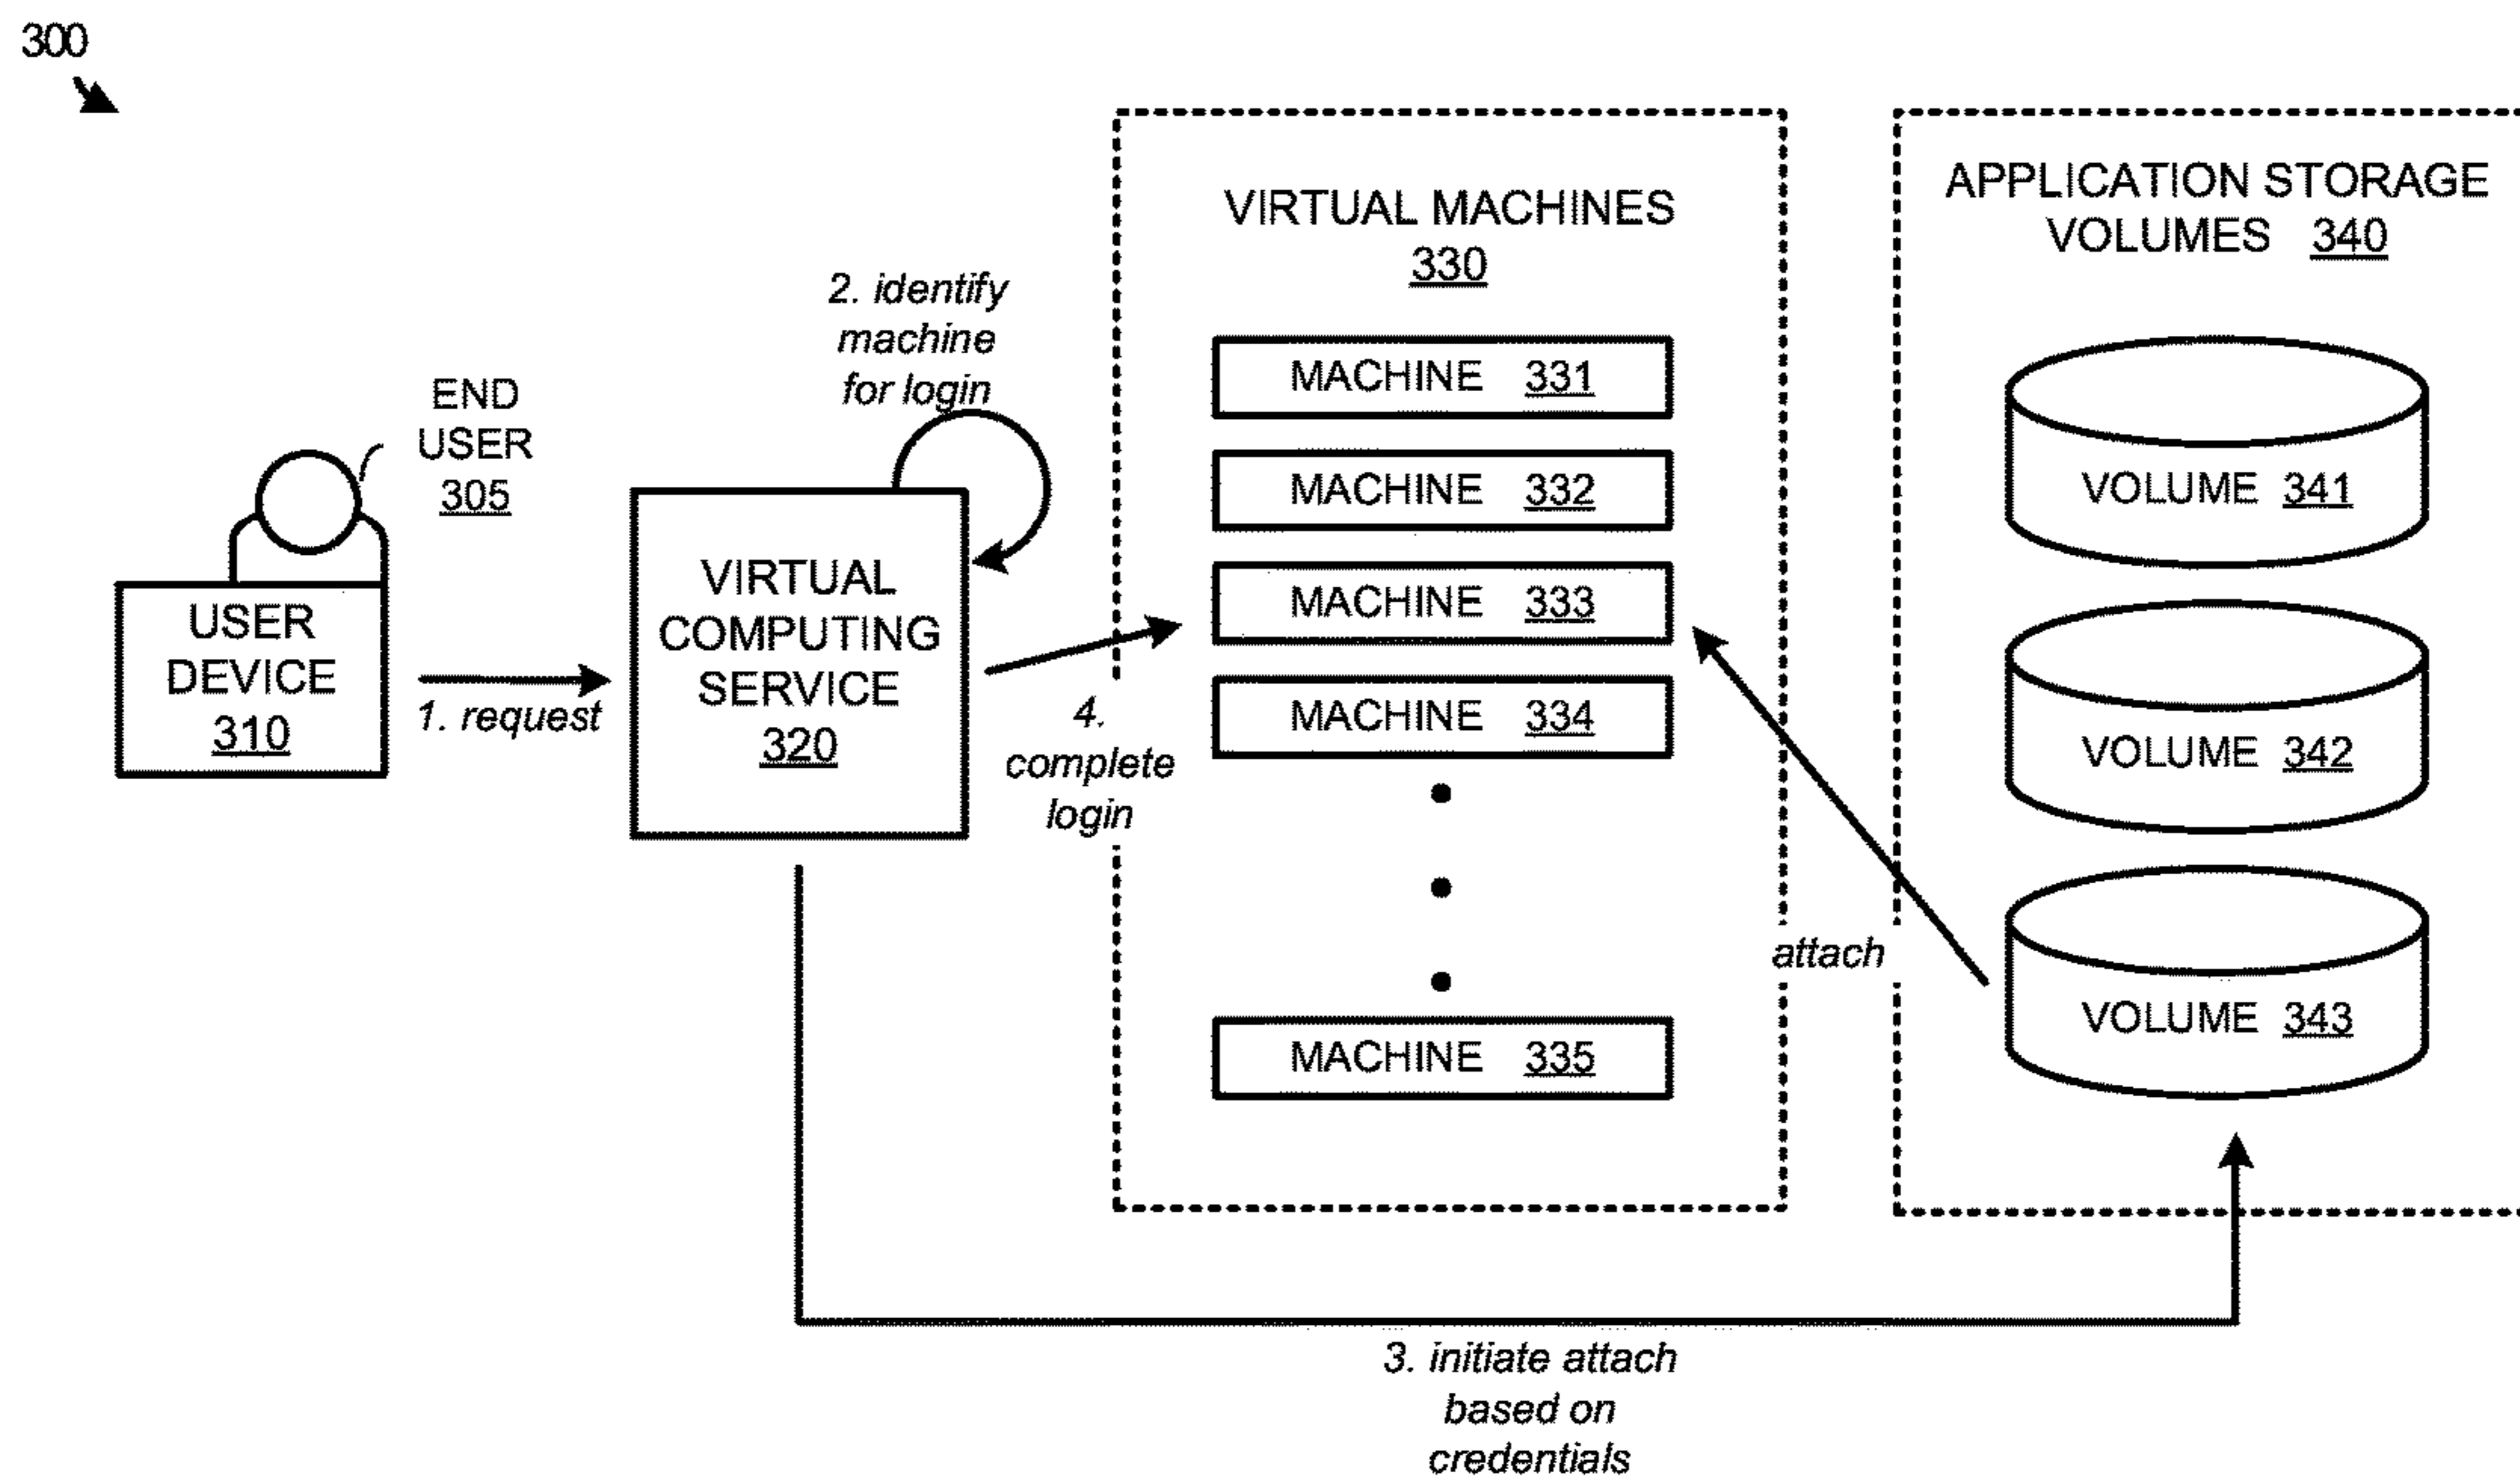 300
END
USER
305
USER
DEVICE
310
1. request
VIRTUAL
COMPUTING
SERVICE
320
2. identify
machine
for login
4.
complete
login
VIRTUAL MACHINES
330
MACHINE 331
MACHINE 332
MACHINE 333
MACHINE 334
MACHINE 335
attach
APPLICATION STORAGE
VOLUMES 340
VOLUME 341
VOLUME 342
VOLUME 343
3. initiate attach
based on
credentials